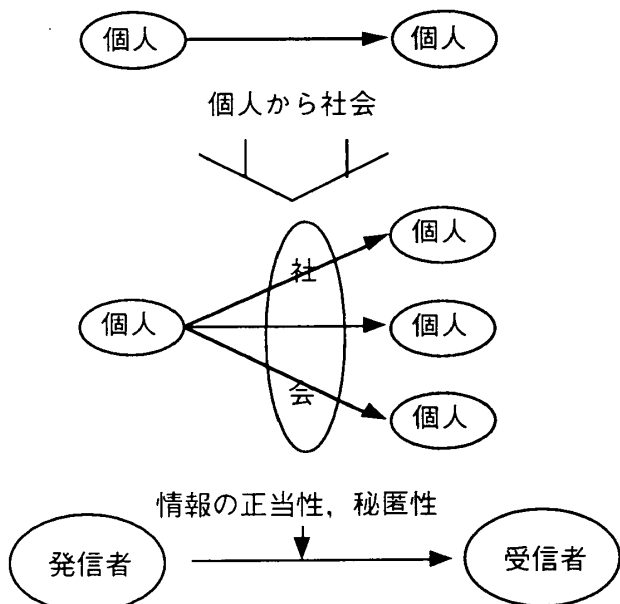 個人 個人
個人から社会
個人
社
個人 個人
会
個人
情報の正当性，秘匿性
発信者 受信者